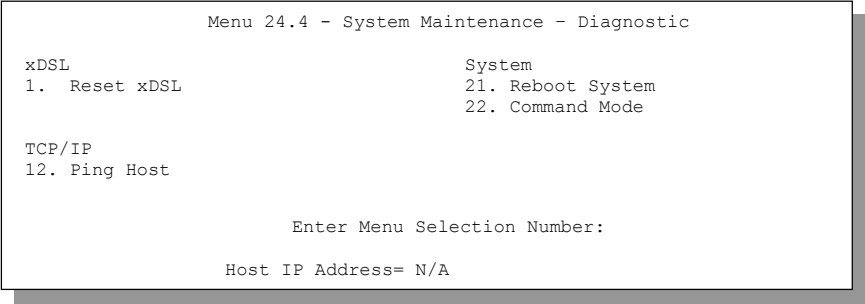 Menu 24.4 - System Maintenance – Diagnostic
xDSL System
1. Reset xDSL 21. Reboot System
22. Command Mode
TCP/IP
12. Ping Host
Enter Menu Selection Number:
Host IP Address= N/A